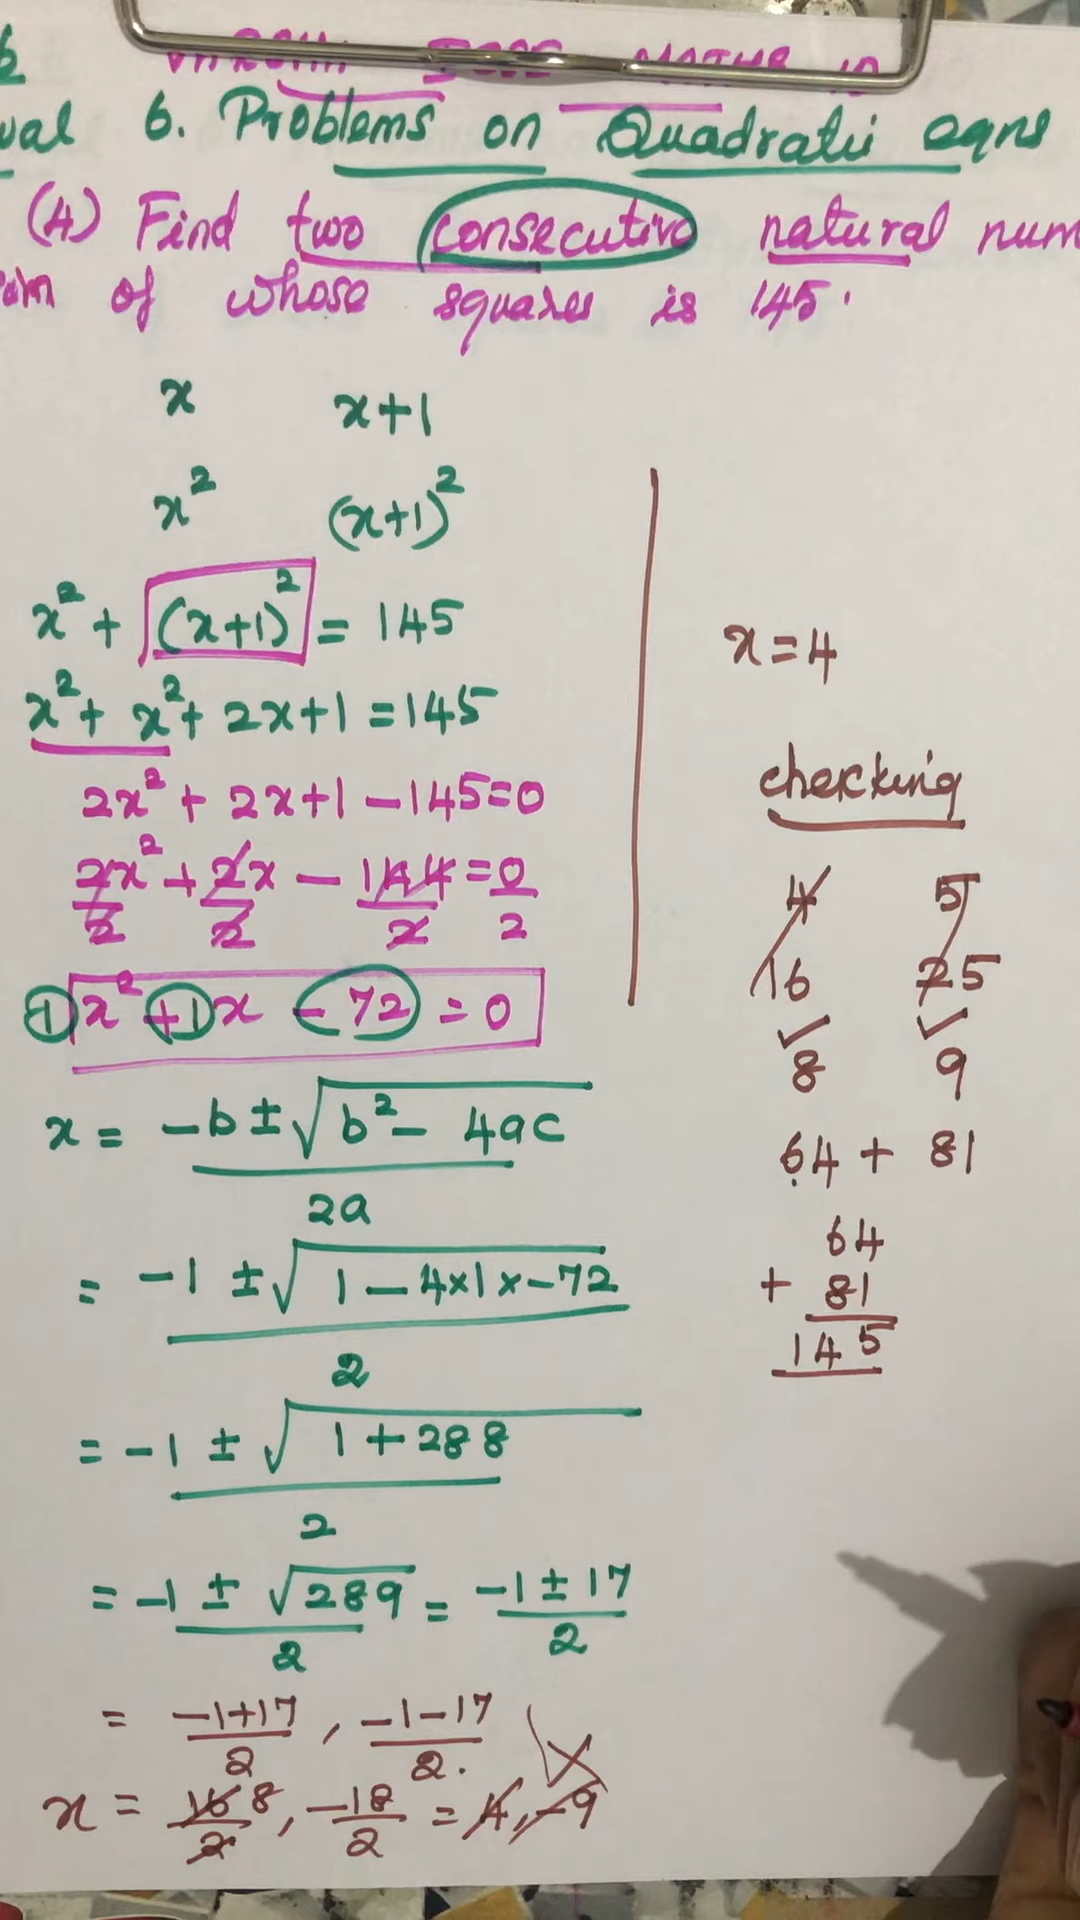 6. Problems on Quadratic eqns
(4) Find two consecutive natural num
of whose squares is 145.
x x+1
x² (x+1)²
x² + (x+1)² = 145
x² + x² + 2x+1 = 145
2x² + 2x+1 - 145=0
2x²/2 + 2x/2 - 144/2 = 0/2
1x² +1x - 72 = 0
x = (-b ± √(b² - 4ac))/2a
= (-1 ± √(1 - 4x1x-72))/2
= (-1 ± √(1+288))/2
= (-1 ± √289)/2 = (-1 ± 17)/2
= (-1+17)/2, (-1-17)/2.
x = 16/2 8, -18/2 = 4, -9
x = 4
checking
4 5
16 25
8 9
64 + 81
64
+ 81
145